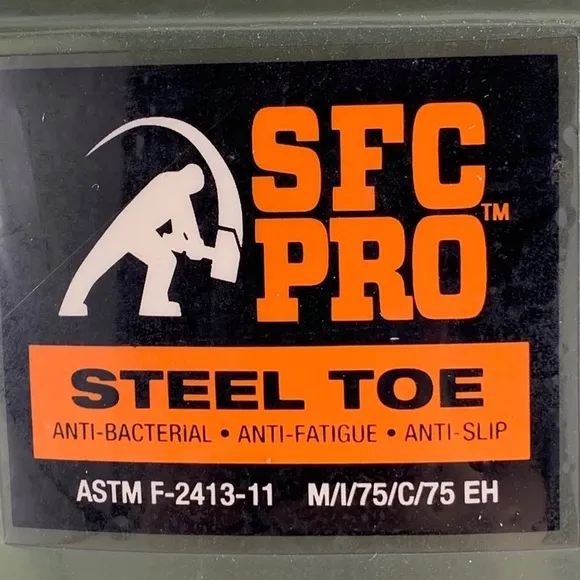 SFC
PRO™
STEEL TOE
ANTI-BACTERIAL • ANTI-FATIGUE • ANTI-SLIP
ASTM F-2413-11 M/I/75/C/75 EH